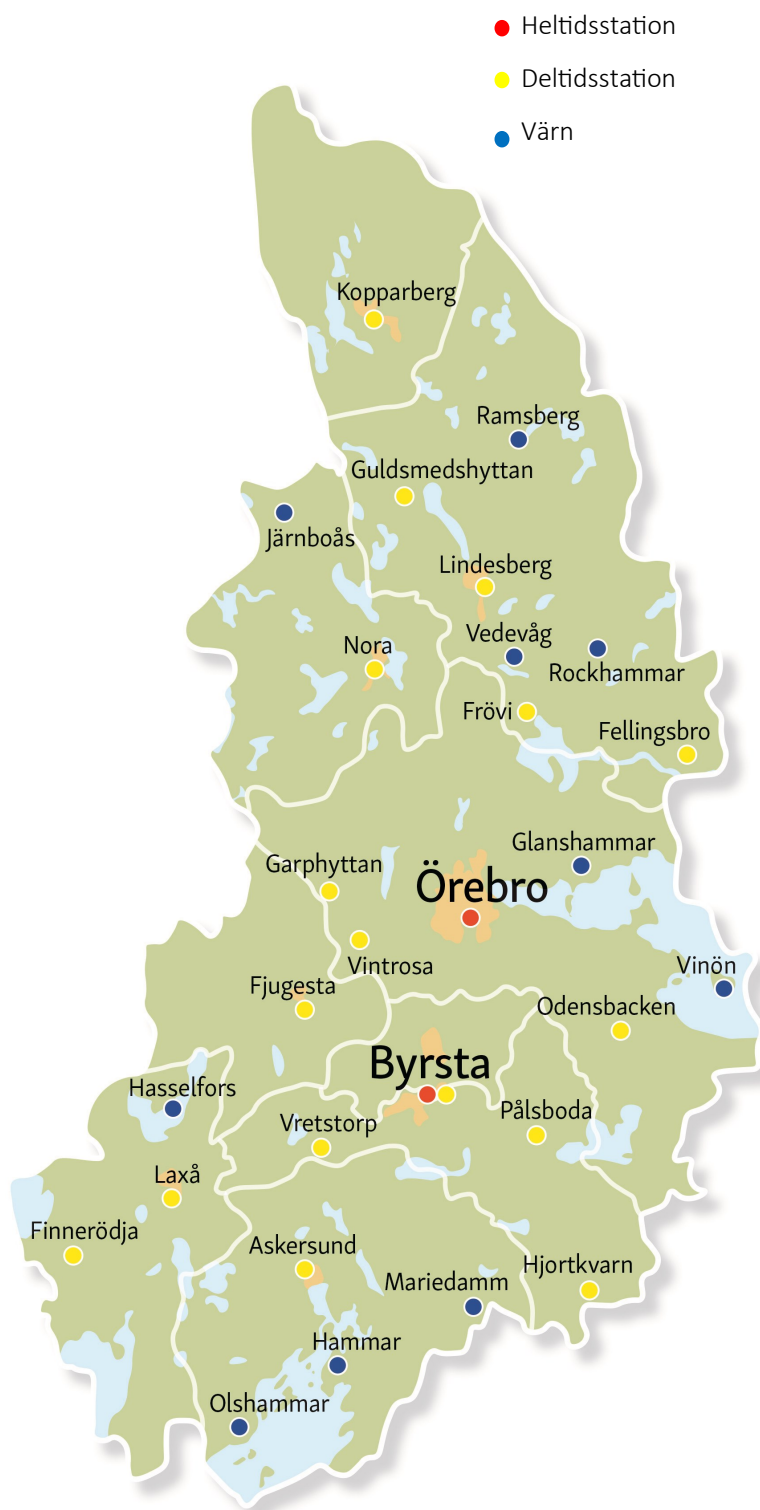 Heltidsstation
Deltidsstation
Värn
Kopparberg
Ramsberg
Guldsmedshyttan
Järnboås
Lindesberg
Vedevåg
Nora
Rockhammar
Frövi
Fellingsbro
Glanshammar
Garphyttan
Örebro
Vintrosa
Vinön
Fjugesta
Odensbacken
Byrsta
Hasselfors
Pålsboda
Vretstorp
Laxå
Finnerödja
Askersund
Hjortkvarn
Mariedamm
Hammar
Olshammar